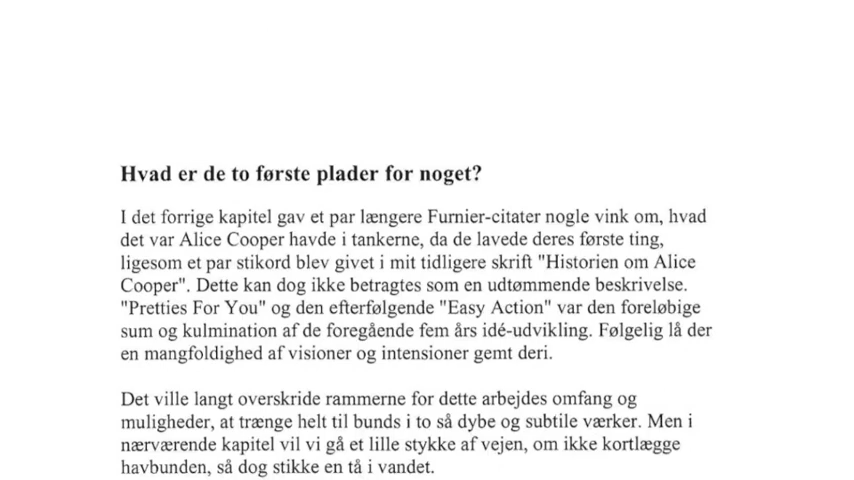 Hvad er de to første plader for noget?
I det forrige kapitel gav et par længere Furnier-citater nogle vink om, hvad
det var Alice Cooper havde i tankerne, da de lavede deres første ting,
ligesom et par stikord blev givet i mit tidligere skrift "Historien om Alice
Cooper". Dette kan dog ikke betragtes som en udtømmende beskrivelse.
"Pretties For You" og den efterfølgende "Easy Action" var den foreløbige
sum og kulmination af de foregående fem års idé-udvikling. Følgelig lå der
en mangfoldighed af visioner og intensioner gemt deri.
Det ville langt overskride rammerne for dette arbejdes omfang og
muligheder, at trænge helt til bunds i to så dybe og subtile værker. Men i
nærværende kapitel vil vi gå et lille stykke af vejen, om ikke kortlægge
havbunden, så dog stikke en tå i vandet.